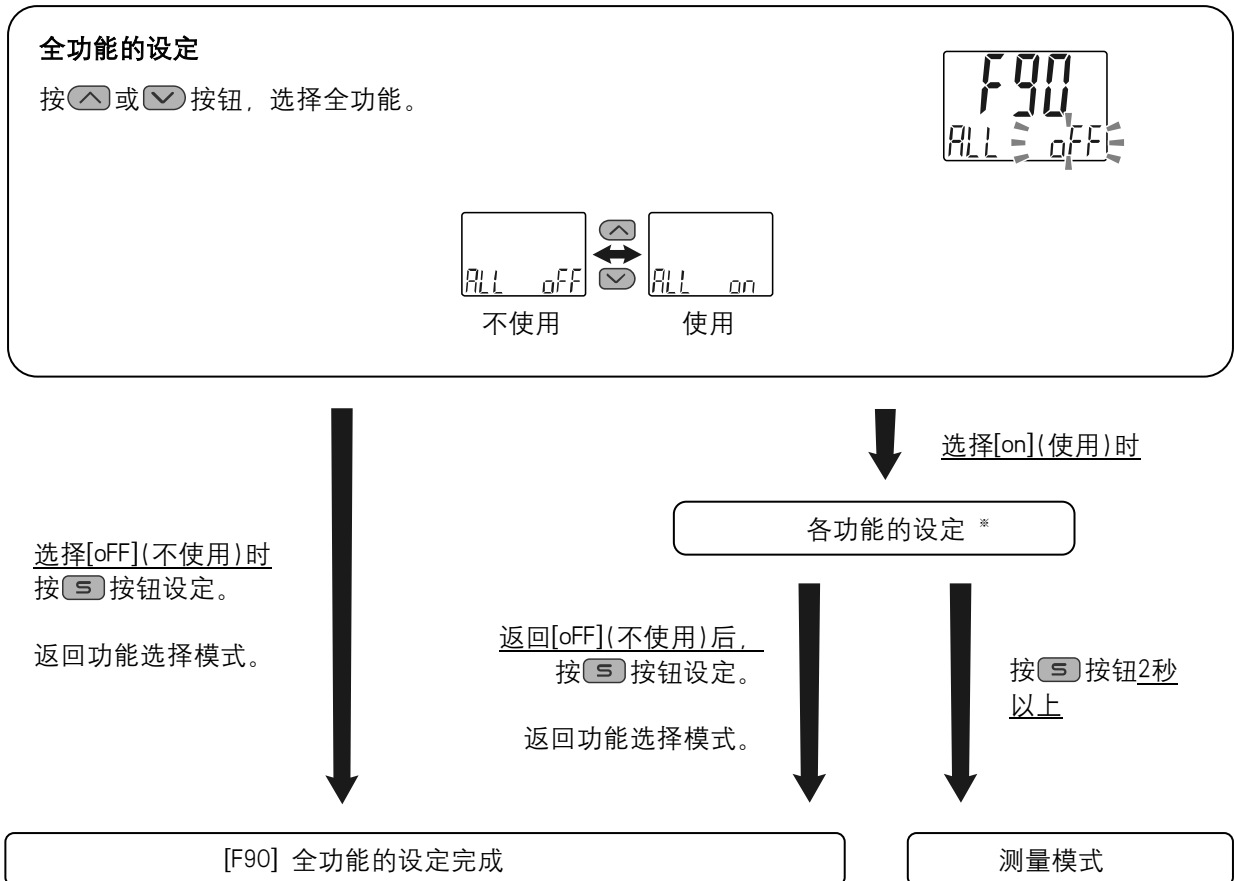 全功能的设定
按∧或∨按钮，选择全功能。
F90
ALL oFF
ALL oFF
ALL on
不使用
使用
选择[on](使用)时
各功能的设定 ※
选择[oFF](不使用)时
按S按钮设定。
返回功能选择模式。
返回[oFF](不使用)后，
按S按钮设定。
返回功能选择模式。
按S按钮2秒
以上
[F90] 全功能的设定完成
测量模式